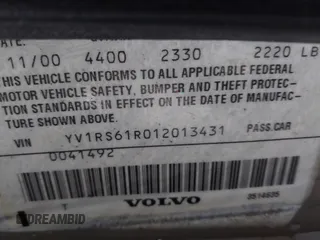 DATE:
11/00 4400 2330 2220 LB
THIS VEHICLE CONFORMS TO ALL APPLICABLE FEDERAL
MOTOR VEHICLE SAFETY, BUMPER AND THEFT PROTEC-
TION STANDARDS IN EFFECT ON THE DATE OF MANUFAC-
TURE SHOWN ABOVE.
VIN YV1RS61R012013431 PASS.CAR
0041492
VOLVO
3516635
DREAMBID